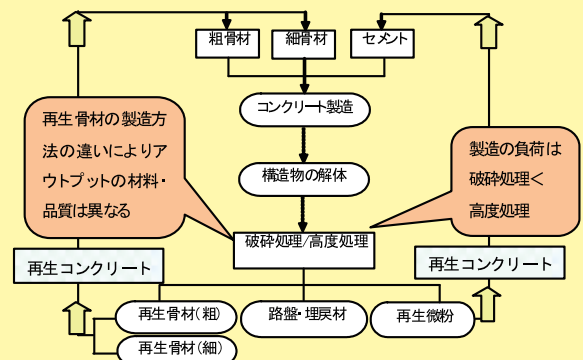 粗骨材
細骨材
セメント
コンクリート製造
再生骨材の製造方
法の違いによりア
ウトプットの材料・
品質は異なる
構造物の解体
製造の負荷は
破砕処理<
高度処理
破砕処理/高度処理
再生コンクリート
再生コンクリート
再生骨材(粗)
路盤・埋戻材
再生微粉
再生骨材(細)